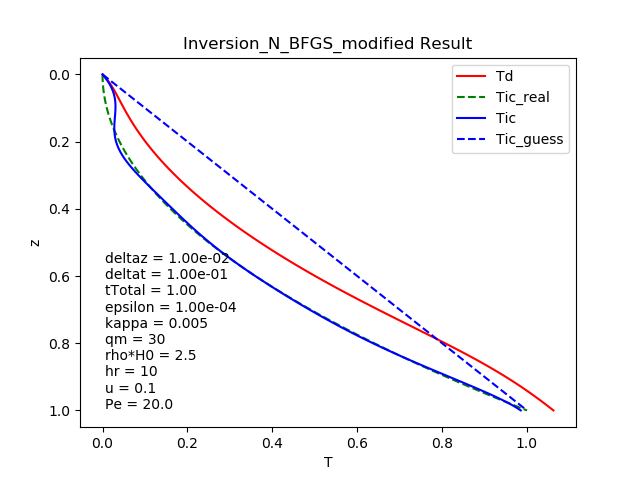 Inversion_N_BFGS_modified Result
Td
Tic_real
Tic
Tic_guess
0.0
0.2
0.4
0.6
0.8
1.0
z
deltaz = 1.00e-02
deltat = 1.00e-01
tTotal = 1.00
epsilon = 1.00e-04
kappa = 0.005
qm = 30
rho*H0 = 2.5
hr = 10
u = 0.1
Pe = 20.0
0.0 0.2 0.4 0.6 0.8 1.0
T